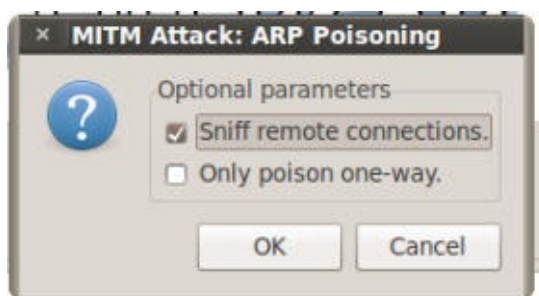 × MITM Attack: ARP Poisoning
Optional parameters
Sniff remote connections.
Only poison one-way.
OK
Cancel